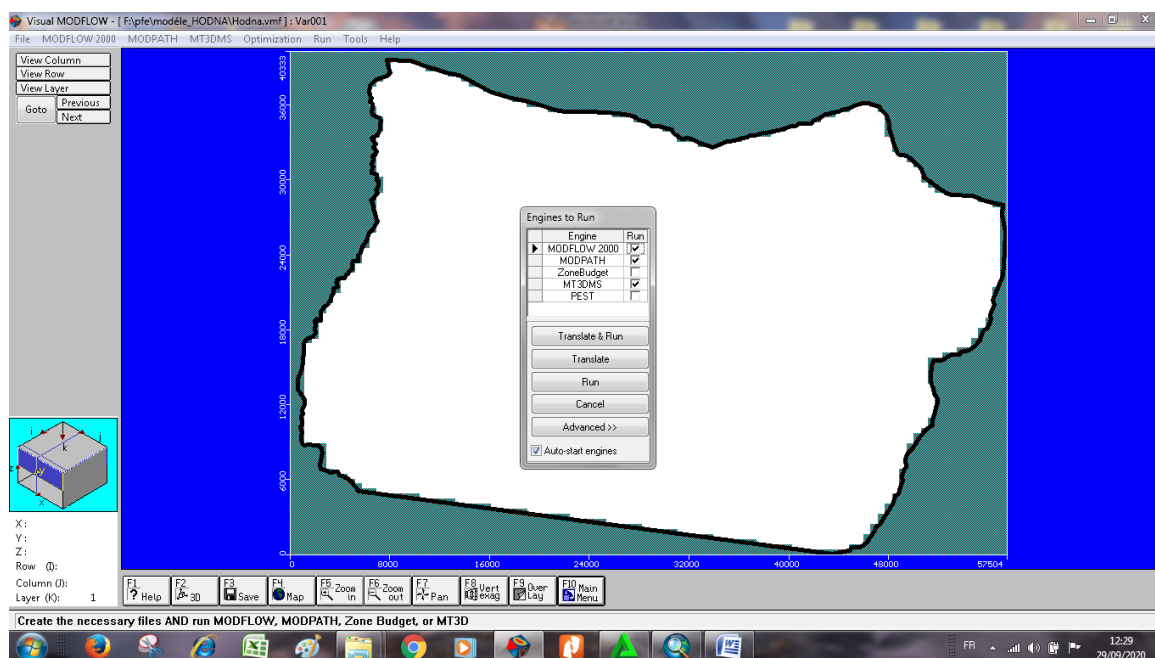 Visual MODFLOW - [ F:\pfe\modéle_HODNA\Hodna.vmf ] : Var001
File MODFLOW 2000 MODPATH MT3DMS Optimization Run Tools Help
View Column
View Row
View Layer
Goto Previous
Next
40333
36000
30000
24000
18000
12000
6000
0
0 8000 16000 24000 32000 40000 48000 57504
Engines to Run
Engine Run
MODFLOW 2000
MODPATH
ZoneBudget
MT3DMS
PEST
Translate & Run
Translate
Run
Cancel
Advanced >>
Auto-start engines
i j
k
z y
x
X :
Y :
Z :
Row (I):
Column (J):
Layer (K): 1
F1 ? Help
F2 3D
F3 Save
F4 Map
F5 Zoom in
F6 Zoom out
F7 Pan
F8 Vert exag
F9 Over Lay
F10 Main Menu
Create the necessary files AND run MODFLOW, MODPATH, Zone Budget, or MT3D
FR
12:29
29/09/2020